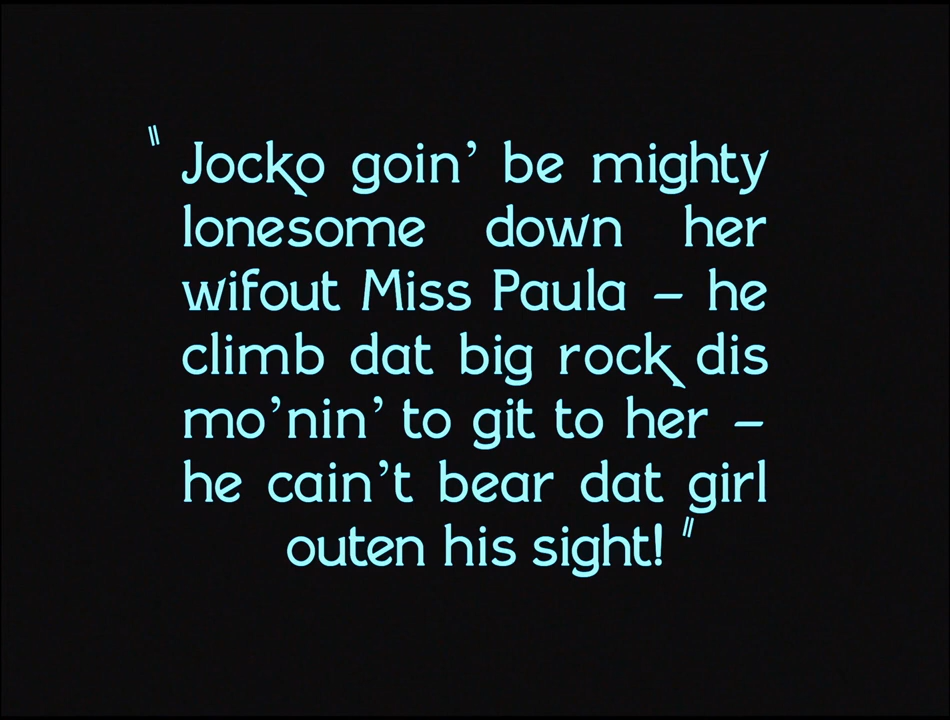 " Jocko goin' be mighty
lonesome down her
wifout Miss Paula – he
climb dat big rock dis
mo'nin' to git to her –
he cain't bear dat girl
outen his sight! "